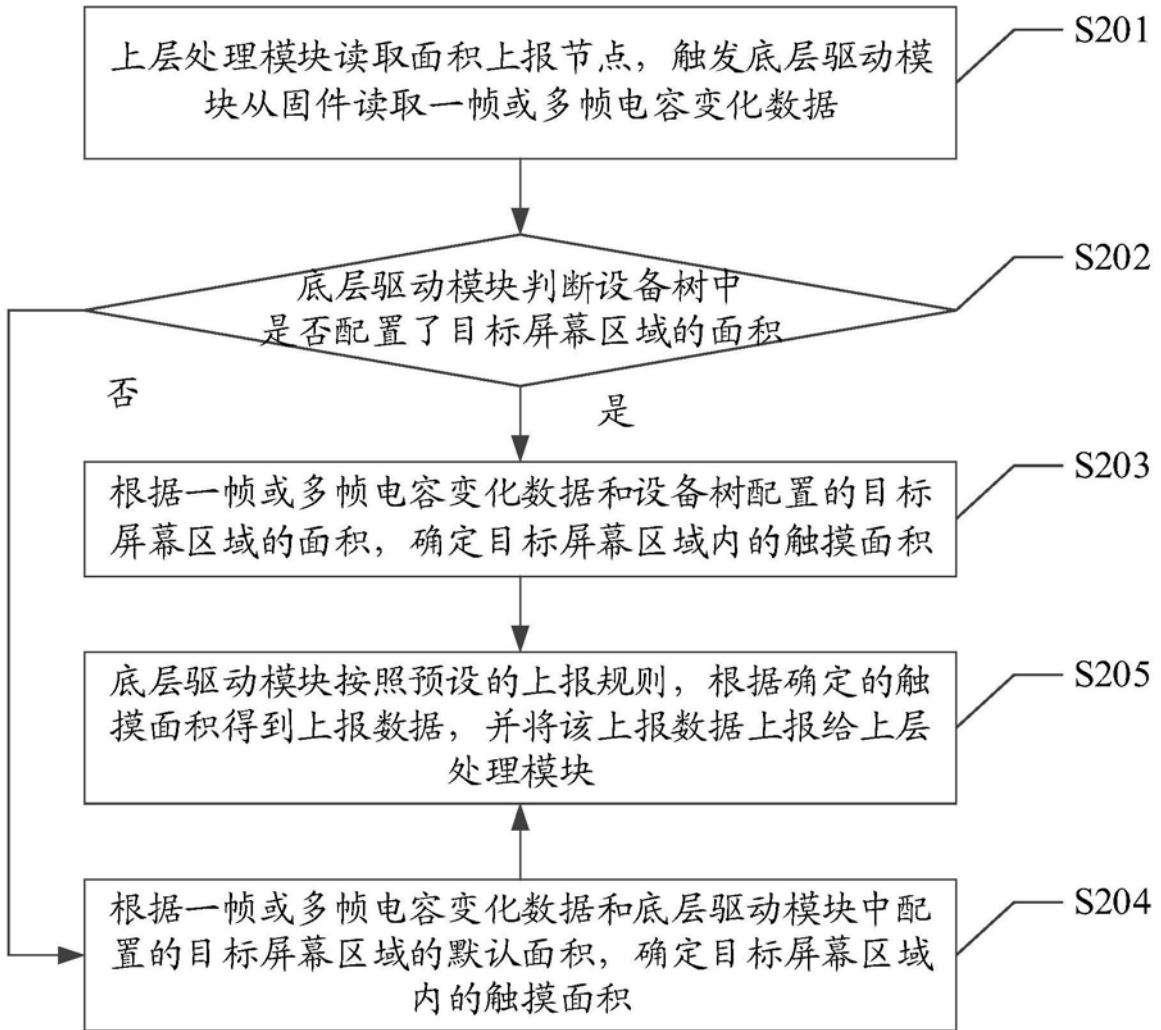 上层处理模块读取面积上报节点，触发底层驱动模
块从固件读取一帧或多帧电容变化数据
S201
底层驱动模块判断设备树中
是否配置了目标屏幕区域的面积
S202
否
是
根据一帧或多帧电容变化数据和设备树配置的目标
屏幕区域的面积，确定目标屏幕区域内的触摸面积
S203
底层驱动模块按照预设的上报规则，根据确定的触
摸面积得到上报数据，并将该上报数据上报给上层
处理模块
S205
根据一帧或多帧电容变化数据和底层驱动模块中配
置的目标屏幕区域的默认面积，确定目标屏幕区域
内的触摸面积
S204